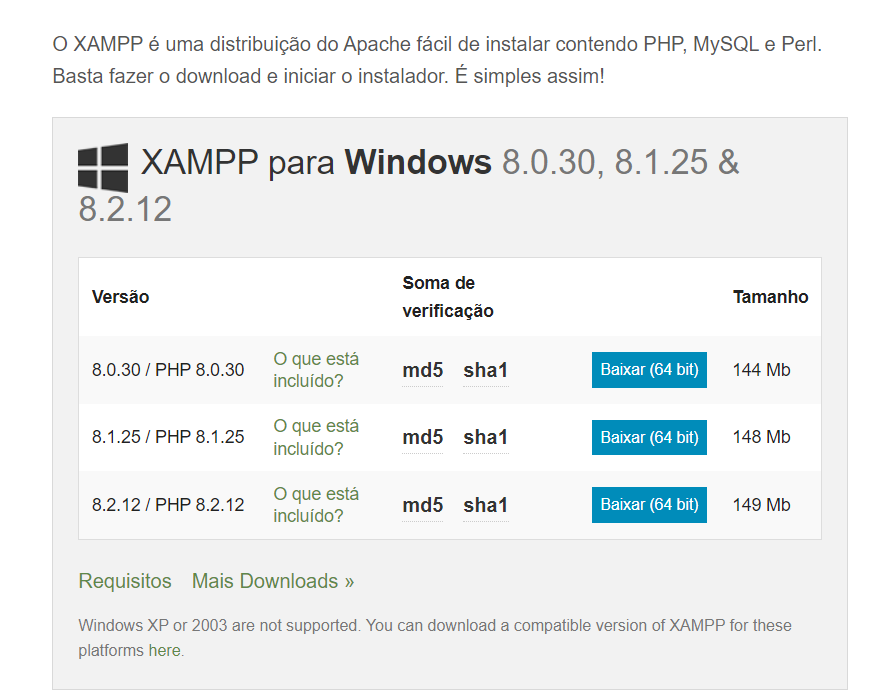 O XAMPP é uma distribuição do Apache fácil de instalar contendo PHP, MySQL e Perl.
Basta fazer o download e iniciar o instalador. É simples assim!
XAMPP para Windows 8.0.30, 8.1.25 &
8.2.12
Versão
Soma de
verificação
Tamanho
8.0.30 / PHP 8.0.30
O que está
incluído?
md5 sha1
Baixar (64 bit)
144 Mb
8.1.25 / PHP 8.1.25
O que está
incluído?
md5 sha1
Baixar (64 bit)
148 Mb
8.2.12 / PHP 8.2.12
O que está
incluído?
md5 sha1
Baixar (64 bit)
149 Mb
Requisitos Mais Downloads »
Windows XP or 2003 are not supported. You can download a compatible version of XAMPP for these
platforms here.